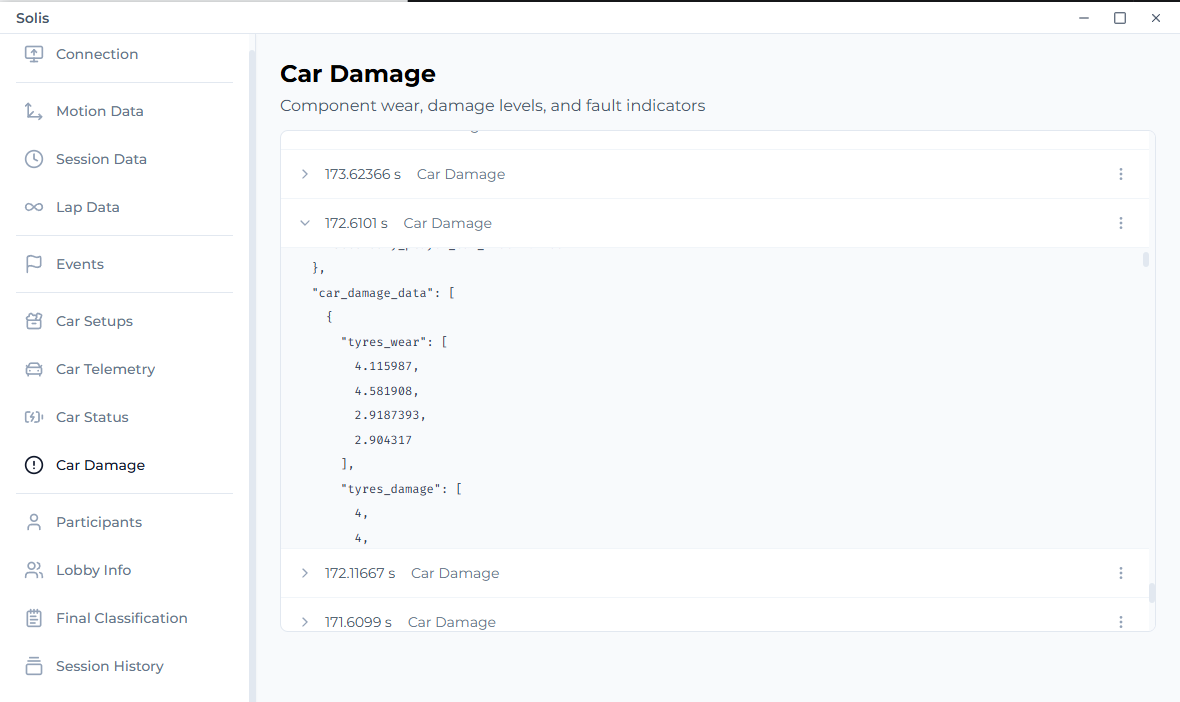 Solis
Connection
Motion Data
Session Data
Lap Data
Events
Car Setups
Car Telemetry
Car Status
Car Damage
Participants
Lobby Info
Final Classification
Session History
Car Damage
Component wear, damage levels, and fault indicators
173.62366 s Car Damage
172.6101 s Car Damage
},
"car_damage_data": [
{
"tyres_wear": [
4.115987,
4.581908,
2.9187393,
2.904317
],
"tyres_damage": [
4,
4,
172.11667 s Car Damage
171.6099 s Car Damage